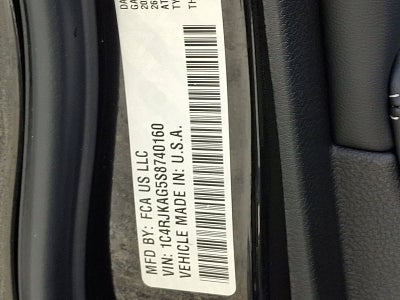 MFD BY: FCA US LLC
VIN: 1C4RJKAG5S8740160
VEHICLE MADE IN: U.S.A.